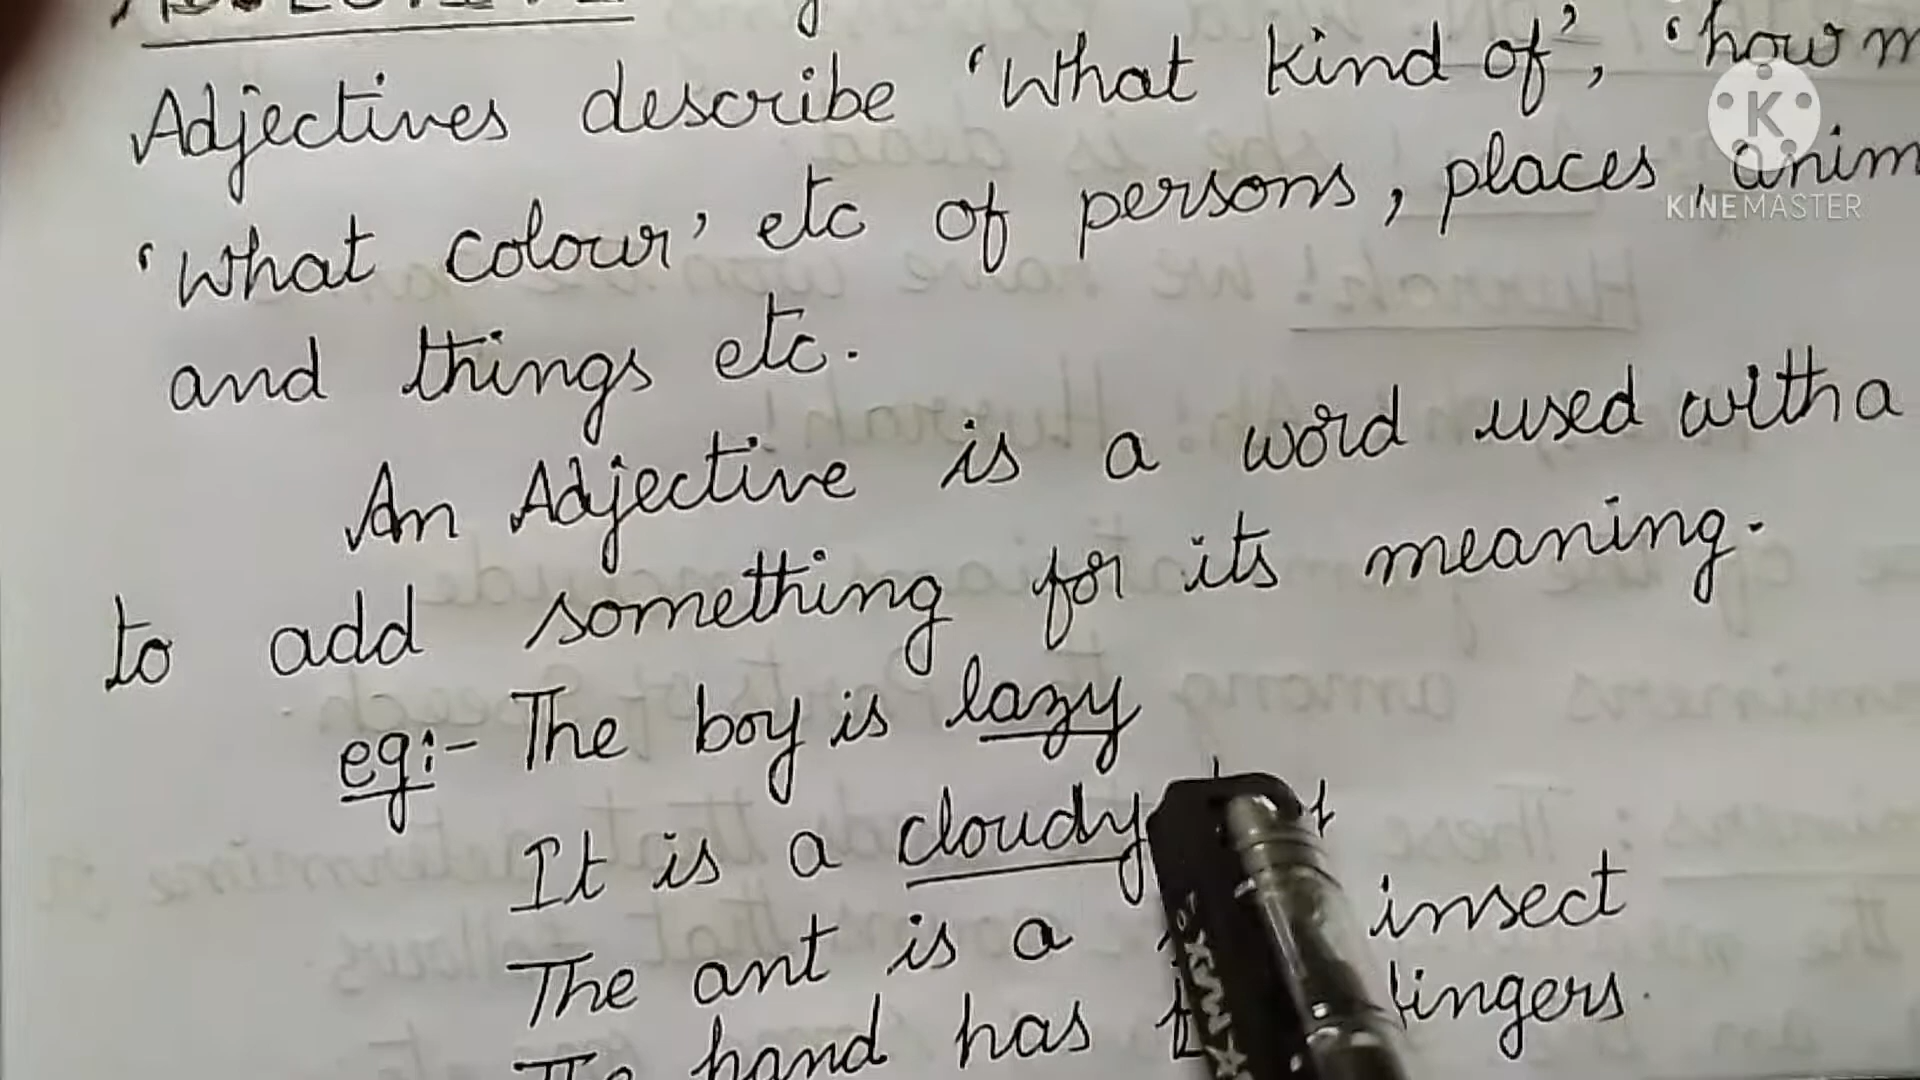 Adjectives describe 'What kind of', 'how m
'What colour' etc of persons, places, anim
and things etc.
An Adjective is a word used with a
to add something for its meaning.
eg:- The boy is lazy
It is a cloudy
The ant is a insect
The hand has fingers.
K
KINEMASTER